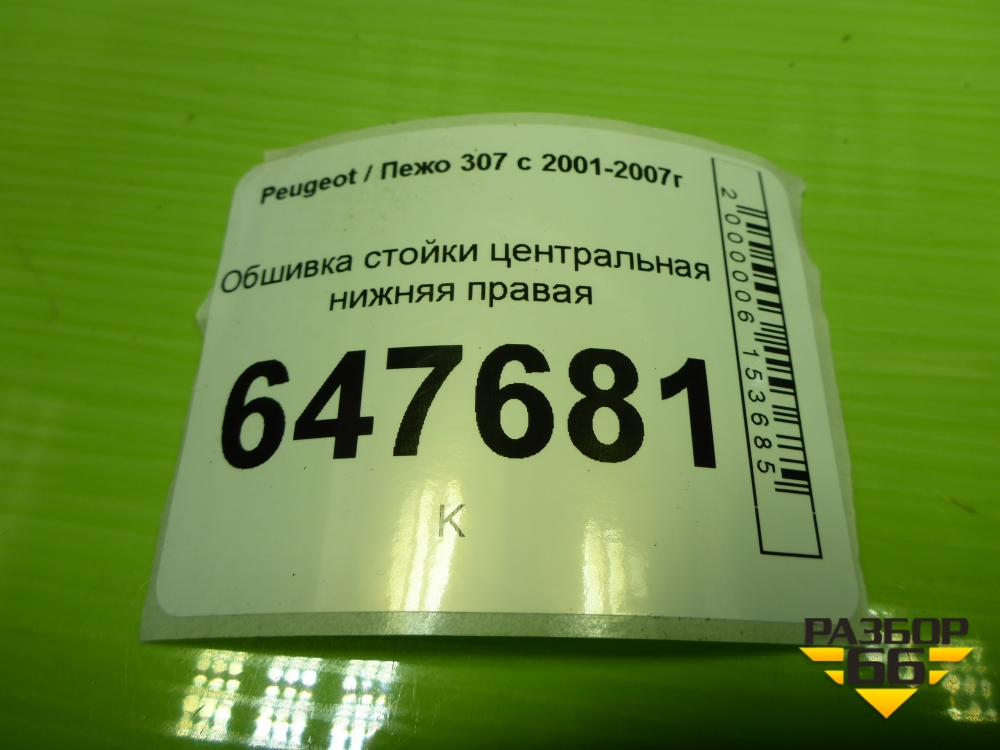 Peugeot / Пежо 307 с 2001-2007г
Обшивка стойки центральная
нижняя правая
647681
К
2000006153685
РАЗБОР
66